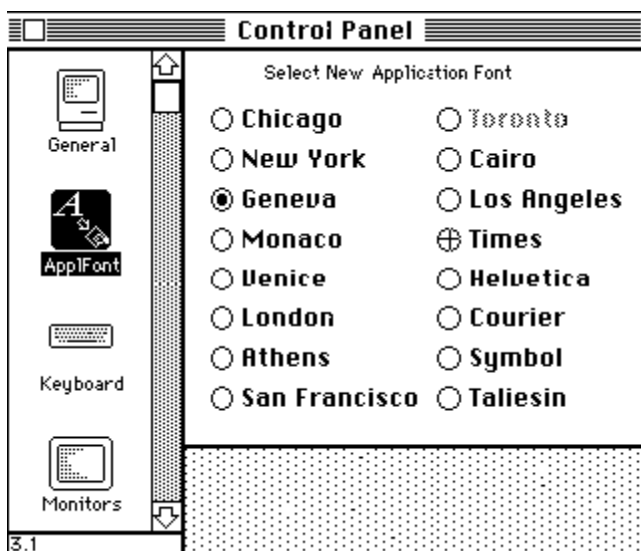 Control Panel
General
ApplFont
Keyboard
Monitors
3.1
Select New Application Font
Chicago
Toronto
New York
Cairo
Geneva
Los Angeles
Monaco
Times
Venice
Helvetica
London
Courier
Athens
Symbol
San Francisco
Taliesin